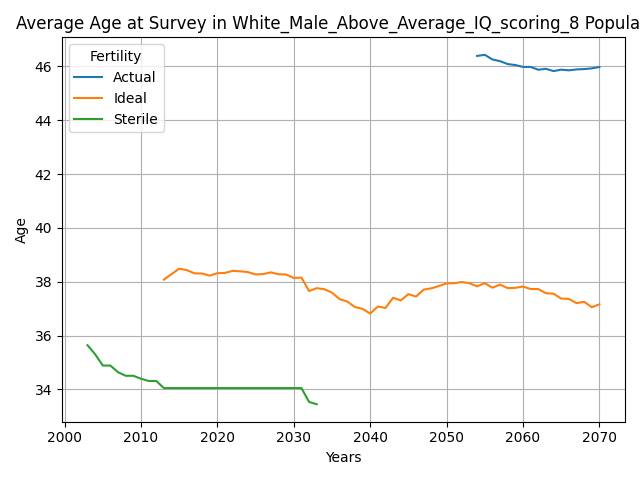 Average Age at Survey in White_Male_Above_Average_IQ_scoring_8 Popula
Fertility
Actual
Ideal
Sterile
46
44
42
40
38
36
34
Age
2000 2010 2020 2030 2040 2050 2060 2070
Years